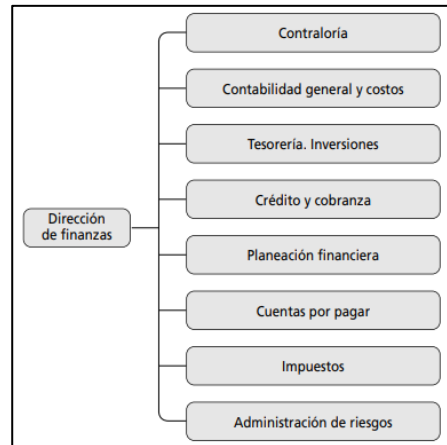 Contraloría
Contabilidad general y costos
Tesorería. Inversiones
Crédito y cobranza
Dirección
de finanzas
Planeación financiera
Cuentas por pagar
Impuestos
Administración de riesgos